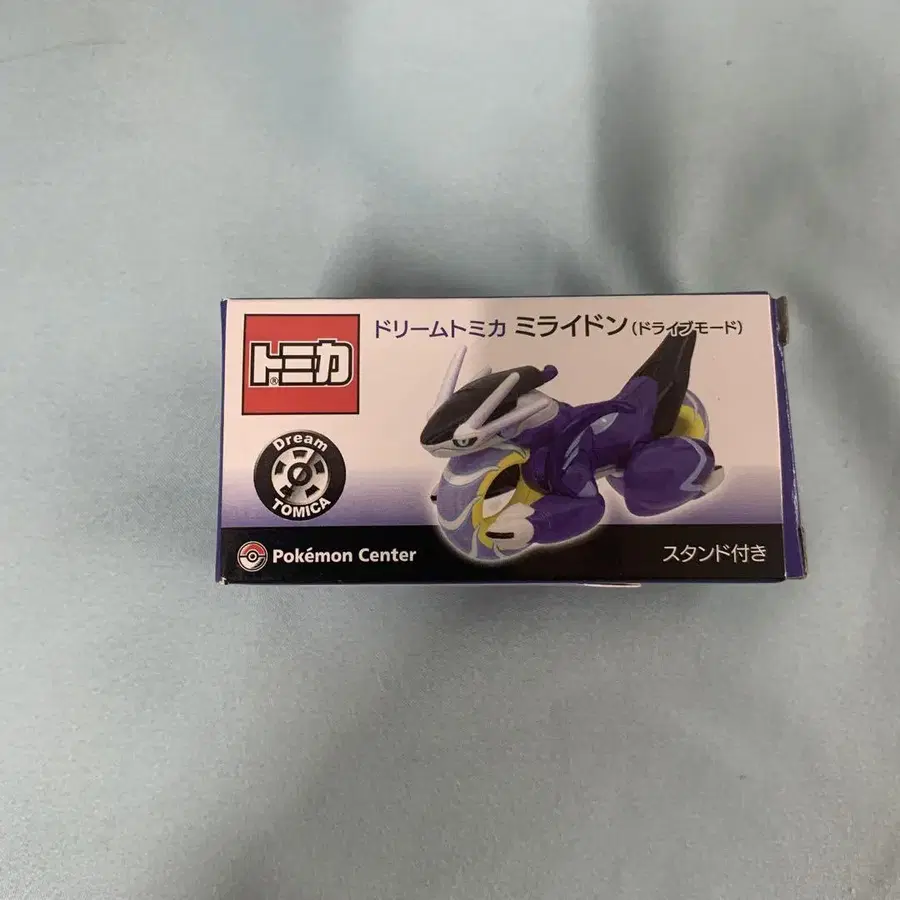 トミカ®
ドリームトミカ ミライドン(ドライブモード)
Dream
TOMICA
Pokémon Center
スタンド付き